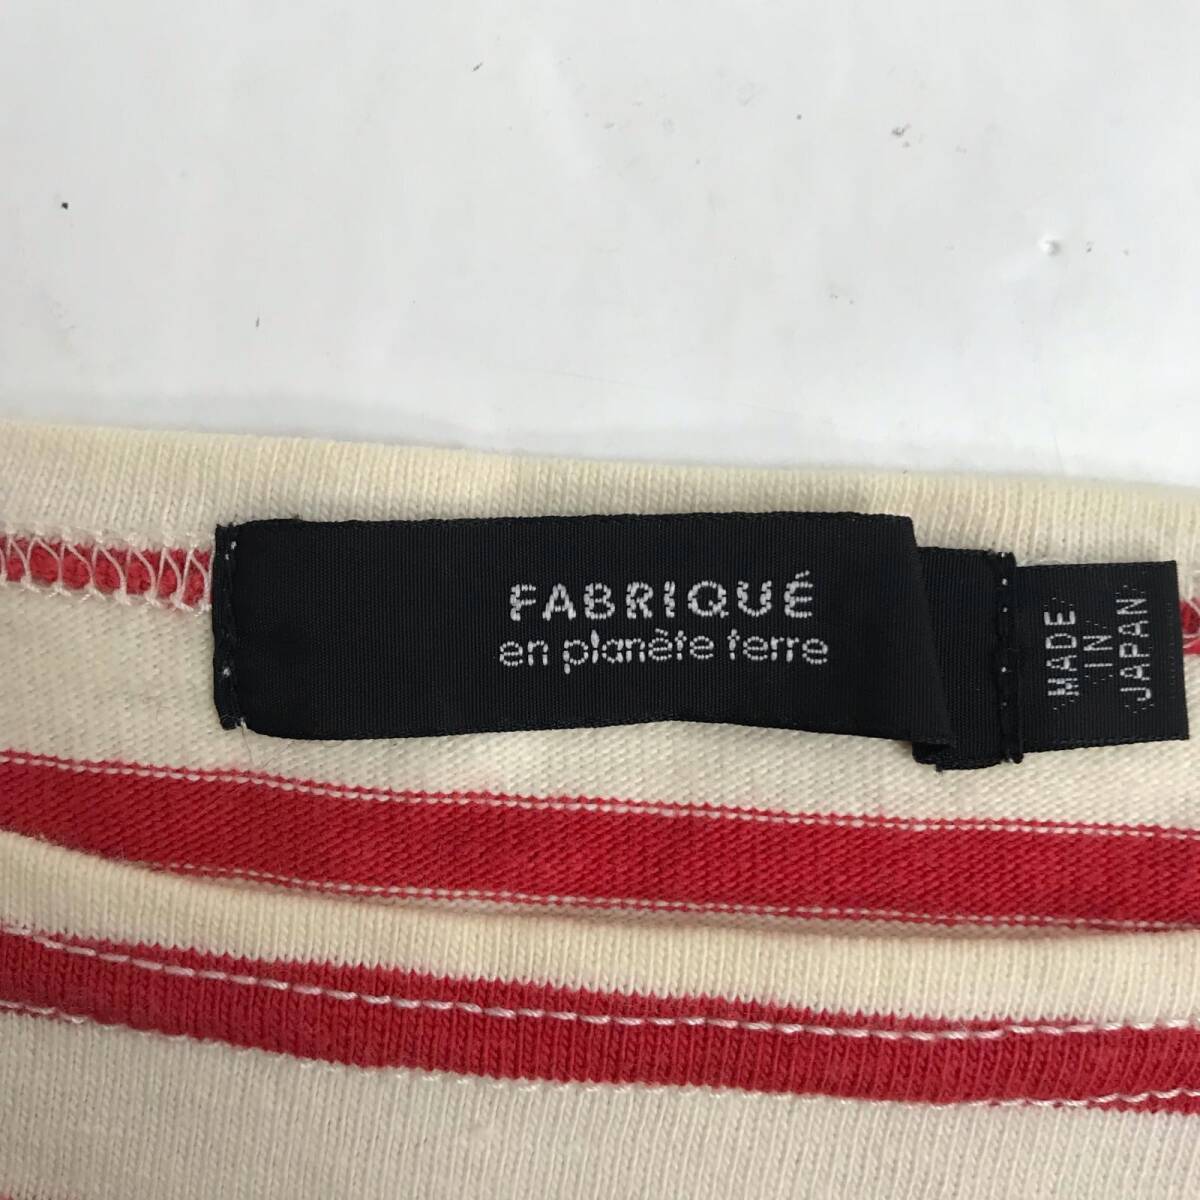 FABRIQUÉ
en planète terre
MADE
IN
JAPAN